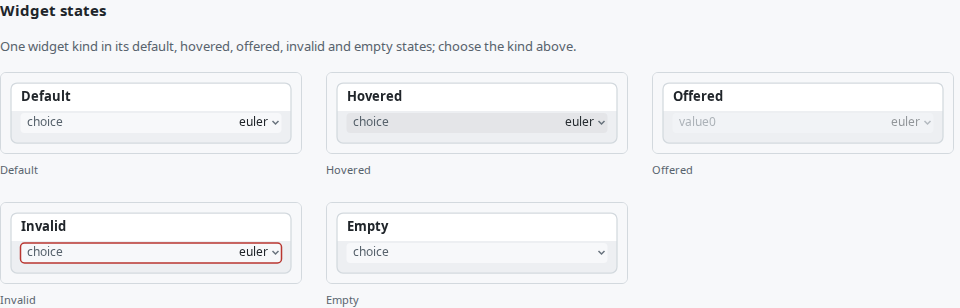 Widget states
One widget kind in its default, hovered, offered, invalid and empty states; choose the kind above.
Default
choice euler
Default
Hovered
choice euler
Hovered
Offered
value0 euler
Offered
Invalid
choice euler
Invalid
Empty
choice
Empty